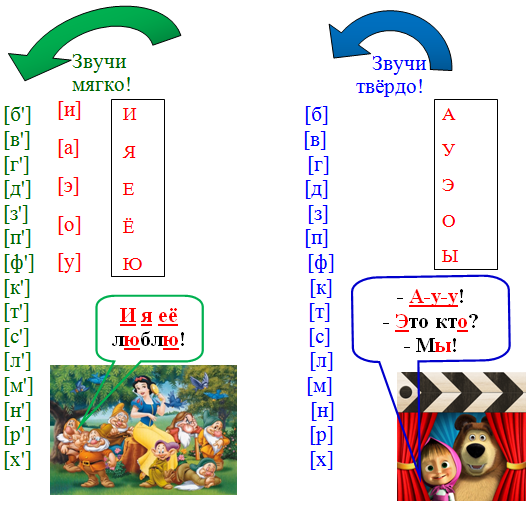 Звучи
мягко!
[б']
[в']
[г']
[д']
[з']
[п']
[ф']
[к']
[т']
[с']
[л']
[м']
[н']
[р']
[х']
[и]
[а]
[э]
[о]
[у]
И
Я
Е
Ё
Ю
И я её
люблю!
Звучи
твёрдо!
[б]
[в]
[г]
[д]
[з]
[п]
[ф]
[к]
[т]
[с]
[л]
[м]
[н]
[р]
[х]
А
У
Э
О
Ы
- А-у-у!
- Это кто?
- Мы!